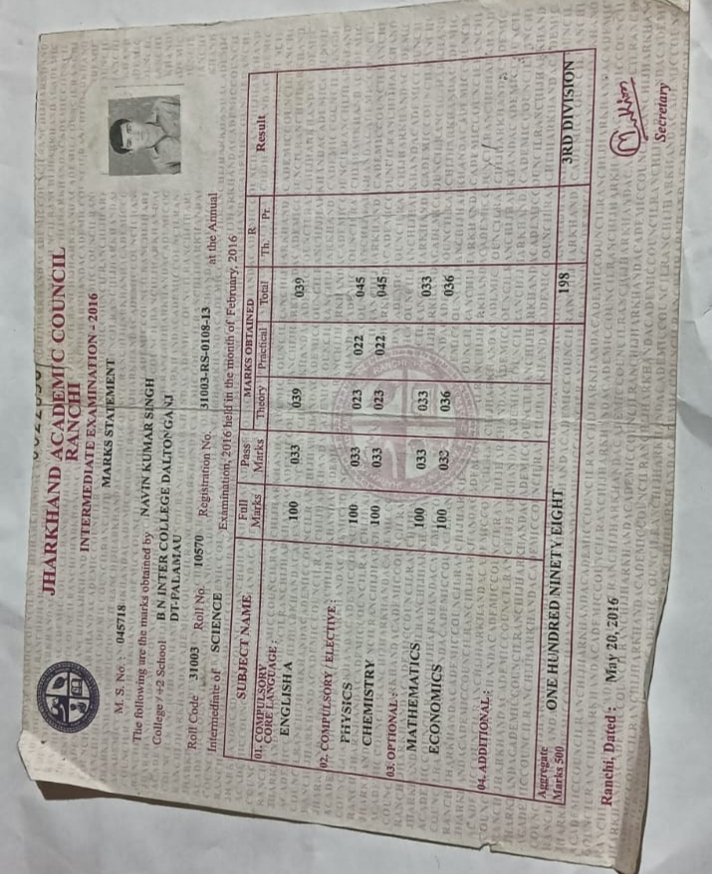 JHARKHAND ACADEMIC COUNCIL
RANCHI
INTERMEDIATE EXAMINATION - 2016
MARKS STATEMENT
M. S. No. 045718
The following are the marks obtained by NAVIN KUMAR SINGH
College / +2 School B N INTER COLLEGE DALTONGANJ
DT-PALAMAU
Roll Code 31003 Roll No. 10570 Registration No. 31003-RS-0108-13
Intermediate of SCIENCE Examination, 2016 held in the month of February, 2016 at the Annual
SUBJECT NAME Full Marks Pass Marks MARKS OBTAINED R Result
Theory Practical Total Th. Pr.
01. COMPULSORY
CORE LANGUAGE :
ENGLISH A 100 033 039 039
02. COMPULSORY / ELECTIVE :
PHYSICS 100 033 023 022 045
CHEMISTRY 100 033 023 022 045
03. OPTIONAL :
MATHEMATICS 100 033 033 033
ECONOMICS 100 033 036 036
04. ADDITIONAL :
Aggregate
Marks 500 ONE HUNDRED NINETY EIGHT 198 3RD DIVISION
Ranchi, Dated : May 20, 2016
Secretary